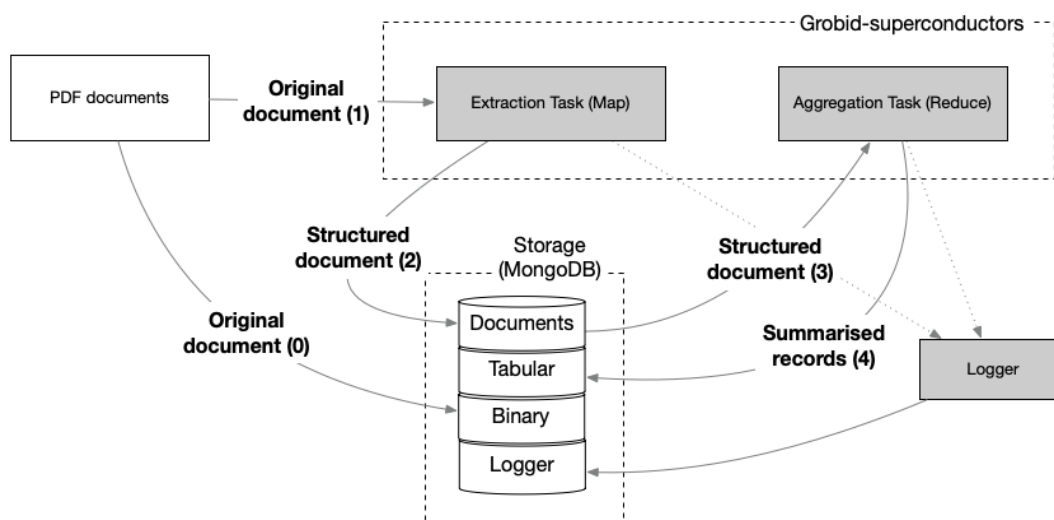 Grobid-superconductors
PDF documents
Original
document (1)
Extraction Task (Map)
Aggregation Task (Reduce)
Structured
document (2)
Storage
(MongoDB)
Structured
document (3)
Original
document (0)
Documents
Tabular
Binary
Logger
Summarised
records (4)
Logger